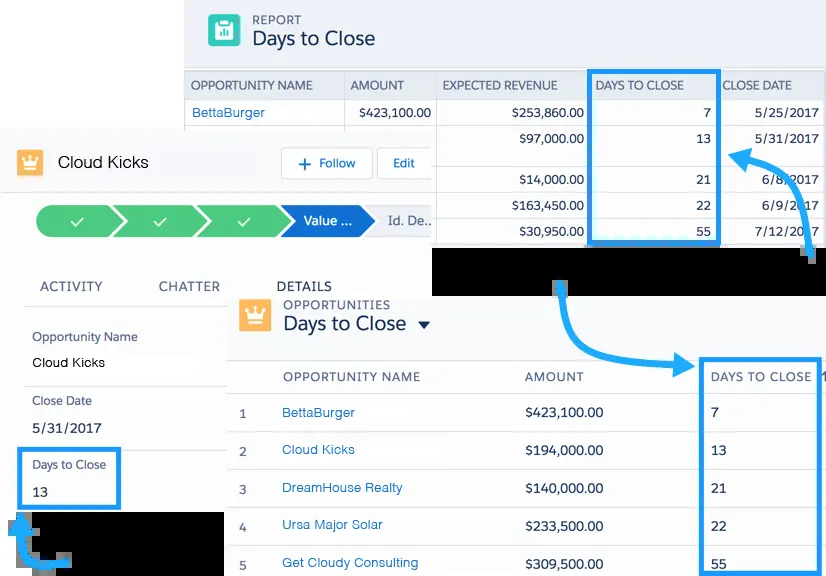 REPORT
Days to Close
OPPORTUNITY NAME AMOUNT EXPECTED REVENUE DAYS TO CLOSE CLOSE DATE
BettaBurger $423,100.00 $253,860.00 7 5/25/2017
$97,000.00 13 5/31/2017
$14,000.00 21 6/8/2017
$163,450.00 22 6/9/2017
$30,950.00 55 7/12/2017
Cloud Kicks
+ Follow Edit
Value ... Id. De..
ACTIVITY CHATTER DETAILS
Opportunity Name
Cloud Kicks
Close Date
5/31/2017
Days to Close
13
OPPORTUNITIES
Days to Close
OPPORTUNITY NAME AMOUNT DAYS TO CLOSE
1 BettaBurger $423,100.00 7
2 Cloud Kicks $194,000.00 13
3 DreamHouse Realty $140,000.00 21
4 Ursa Major Solar $233,500.00 22
5 Get Cloudy Consulting $309,500.00 55